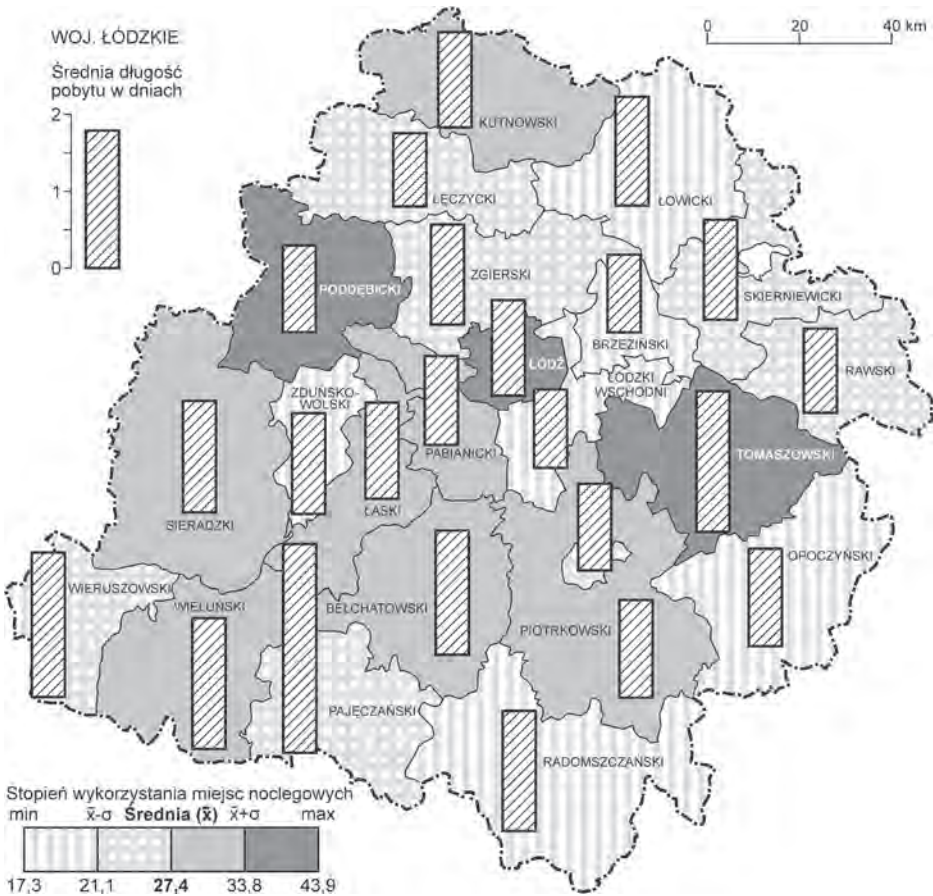 WOJ. ŁÓDZKIE
Średnia długość
pobytu w dniach
2
1
0
0 20 40 km
KUTNOWSKI
ŁĘCZYCKI
ŁOWICKI
PODDĘBICKI
ZGIERSKI
SKIERNIEWICKI
BRZEZIŃSKI
ŁÓDŹ
RAWSKI
ŁÓDZKI
WSCHODNI
ZDUŃSKO-
WOLSKI
PABIANICKI
TOMASZOWSKI
SIERADZKI
ŁASKI
OPOCZYŃSKI
WIERUSZOWSKI
WIELUŃSKI
BEŁCHATOWSKI
PIOTRKOWSKI
PAJĘCZAŃSKI
RADOMSZCZAŃSKI
Stopień wykorzystania miejsc noclegowych
min x̄-σ Średnia (x̄) x̄+σ max
17,3 21,1 27,4 33,8 43,9